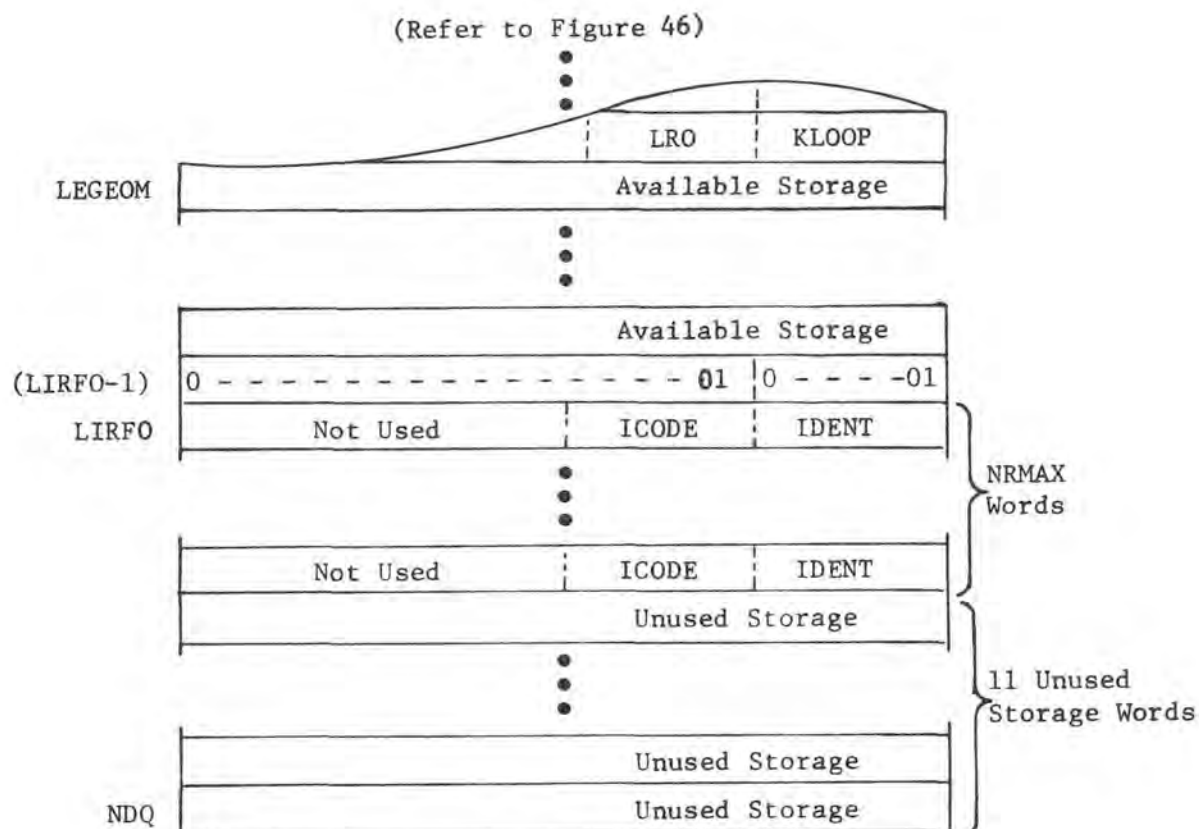 (Refer to Figure 46)
LRO KLOOP
LEGEOM Available Storage
Available Storage
(LIRFO-1) 0 - - - - - - - - - - - - - - - - 01 0 - - - -01
LIRFO Not Used ICODE IDENT
NRMAX
Words
Not Used ICODE IDENT
Unused Storage
11 Unused
Storage Words
Unused Storage
NDQ Unused Storage